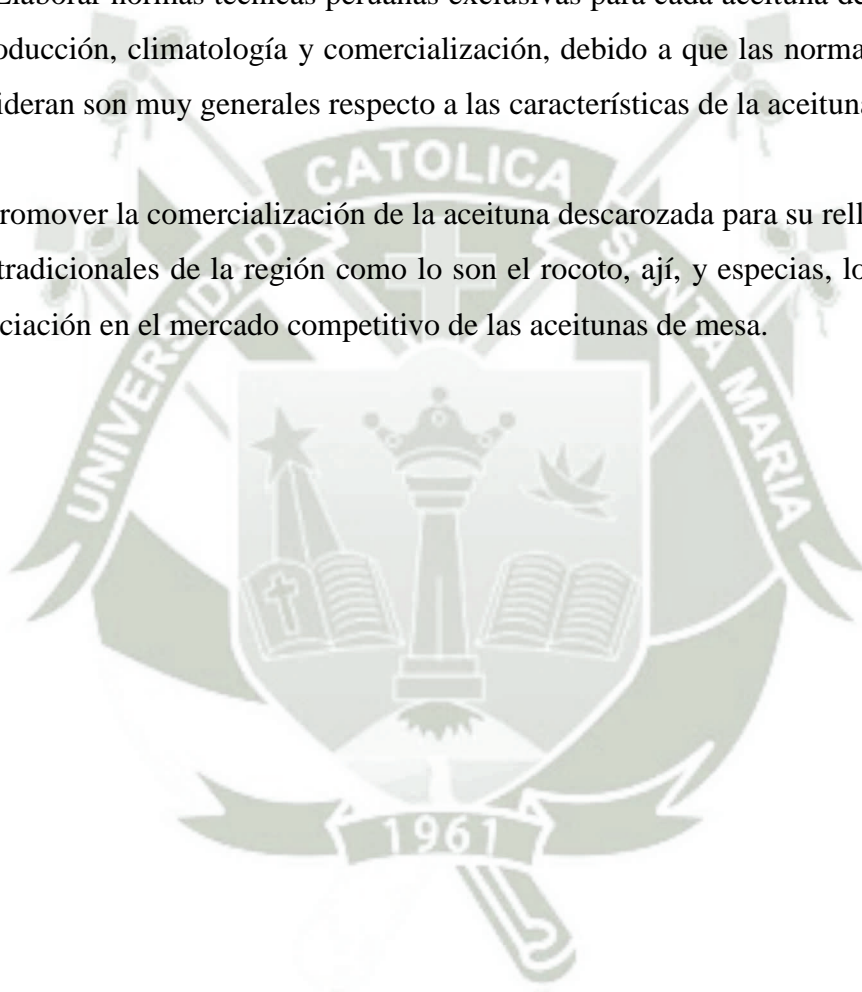 Elaborar normas técnicas peruanas exclusivas para cada aceituna de
oducción, climatología y comercialización, debido a que las norma
ideran son muy generales respecto a las características de la aceituna
romover la comercialización de la aceituna descarozada para su rell
tradicionales de la región como lo son el rocoto, ají, y especias, lo
ciación en el mercado competitivo de las aceitunas de mesa.
UNIVERSIDAD CATOLICA SANTA MARIA
1961